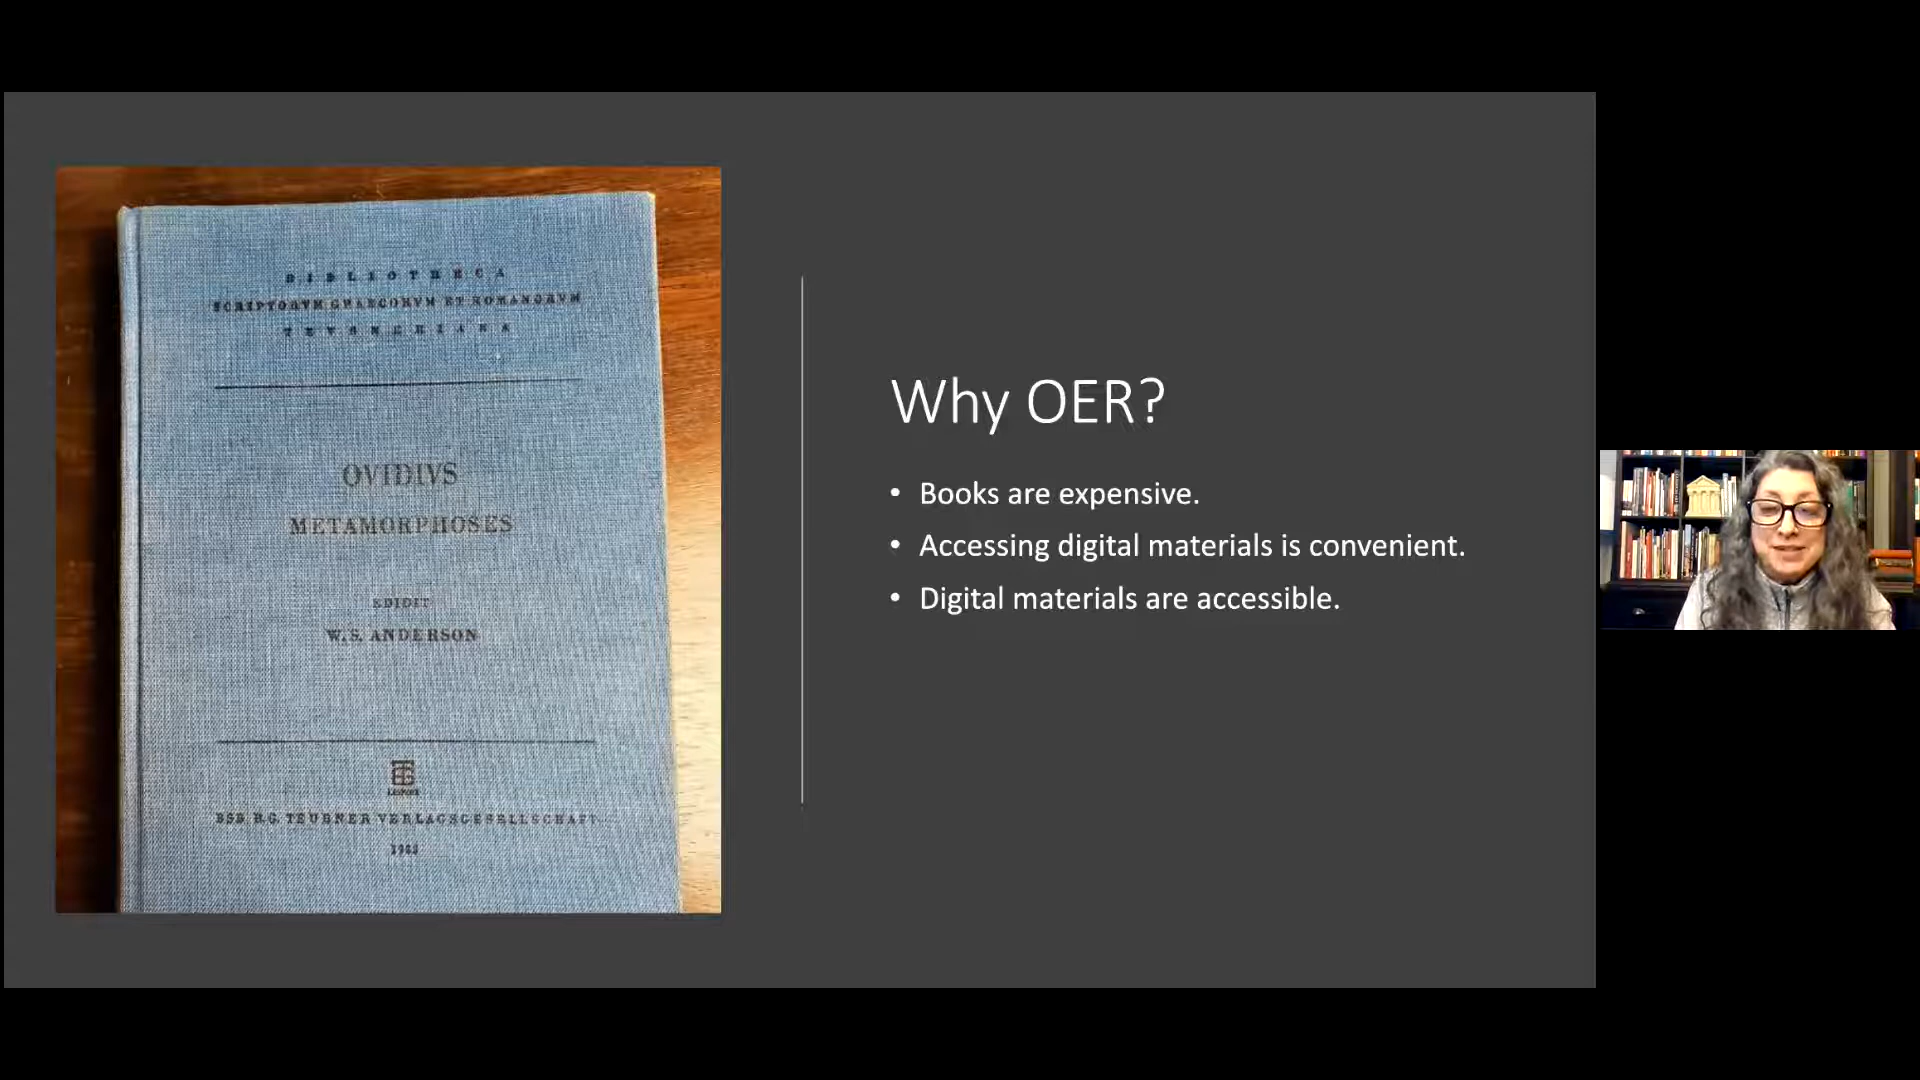 BIBLIOTHECA
SCRIPTORVM GRAECORVM ET ROMANORVM
TEVBNERIANA
OVIDIVS
METAMORPHOSES
EDIDIT
W. S. ANDERSON
LEIPZIG
BSB B. G. TEUBNER VERLAGSGESELLSCHAFT
Why OER?
• Books are expensive.
• Accessing digital materials is convenient.
• Digital materials are accessible.